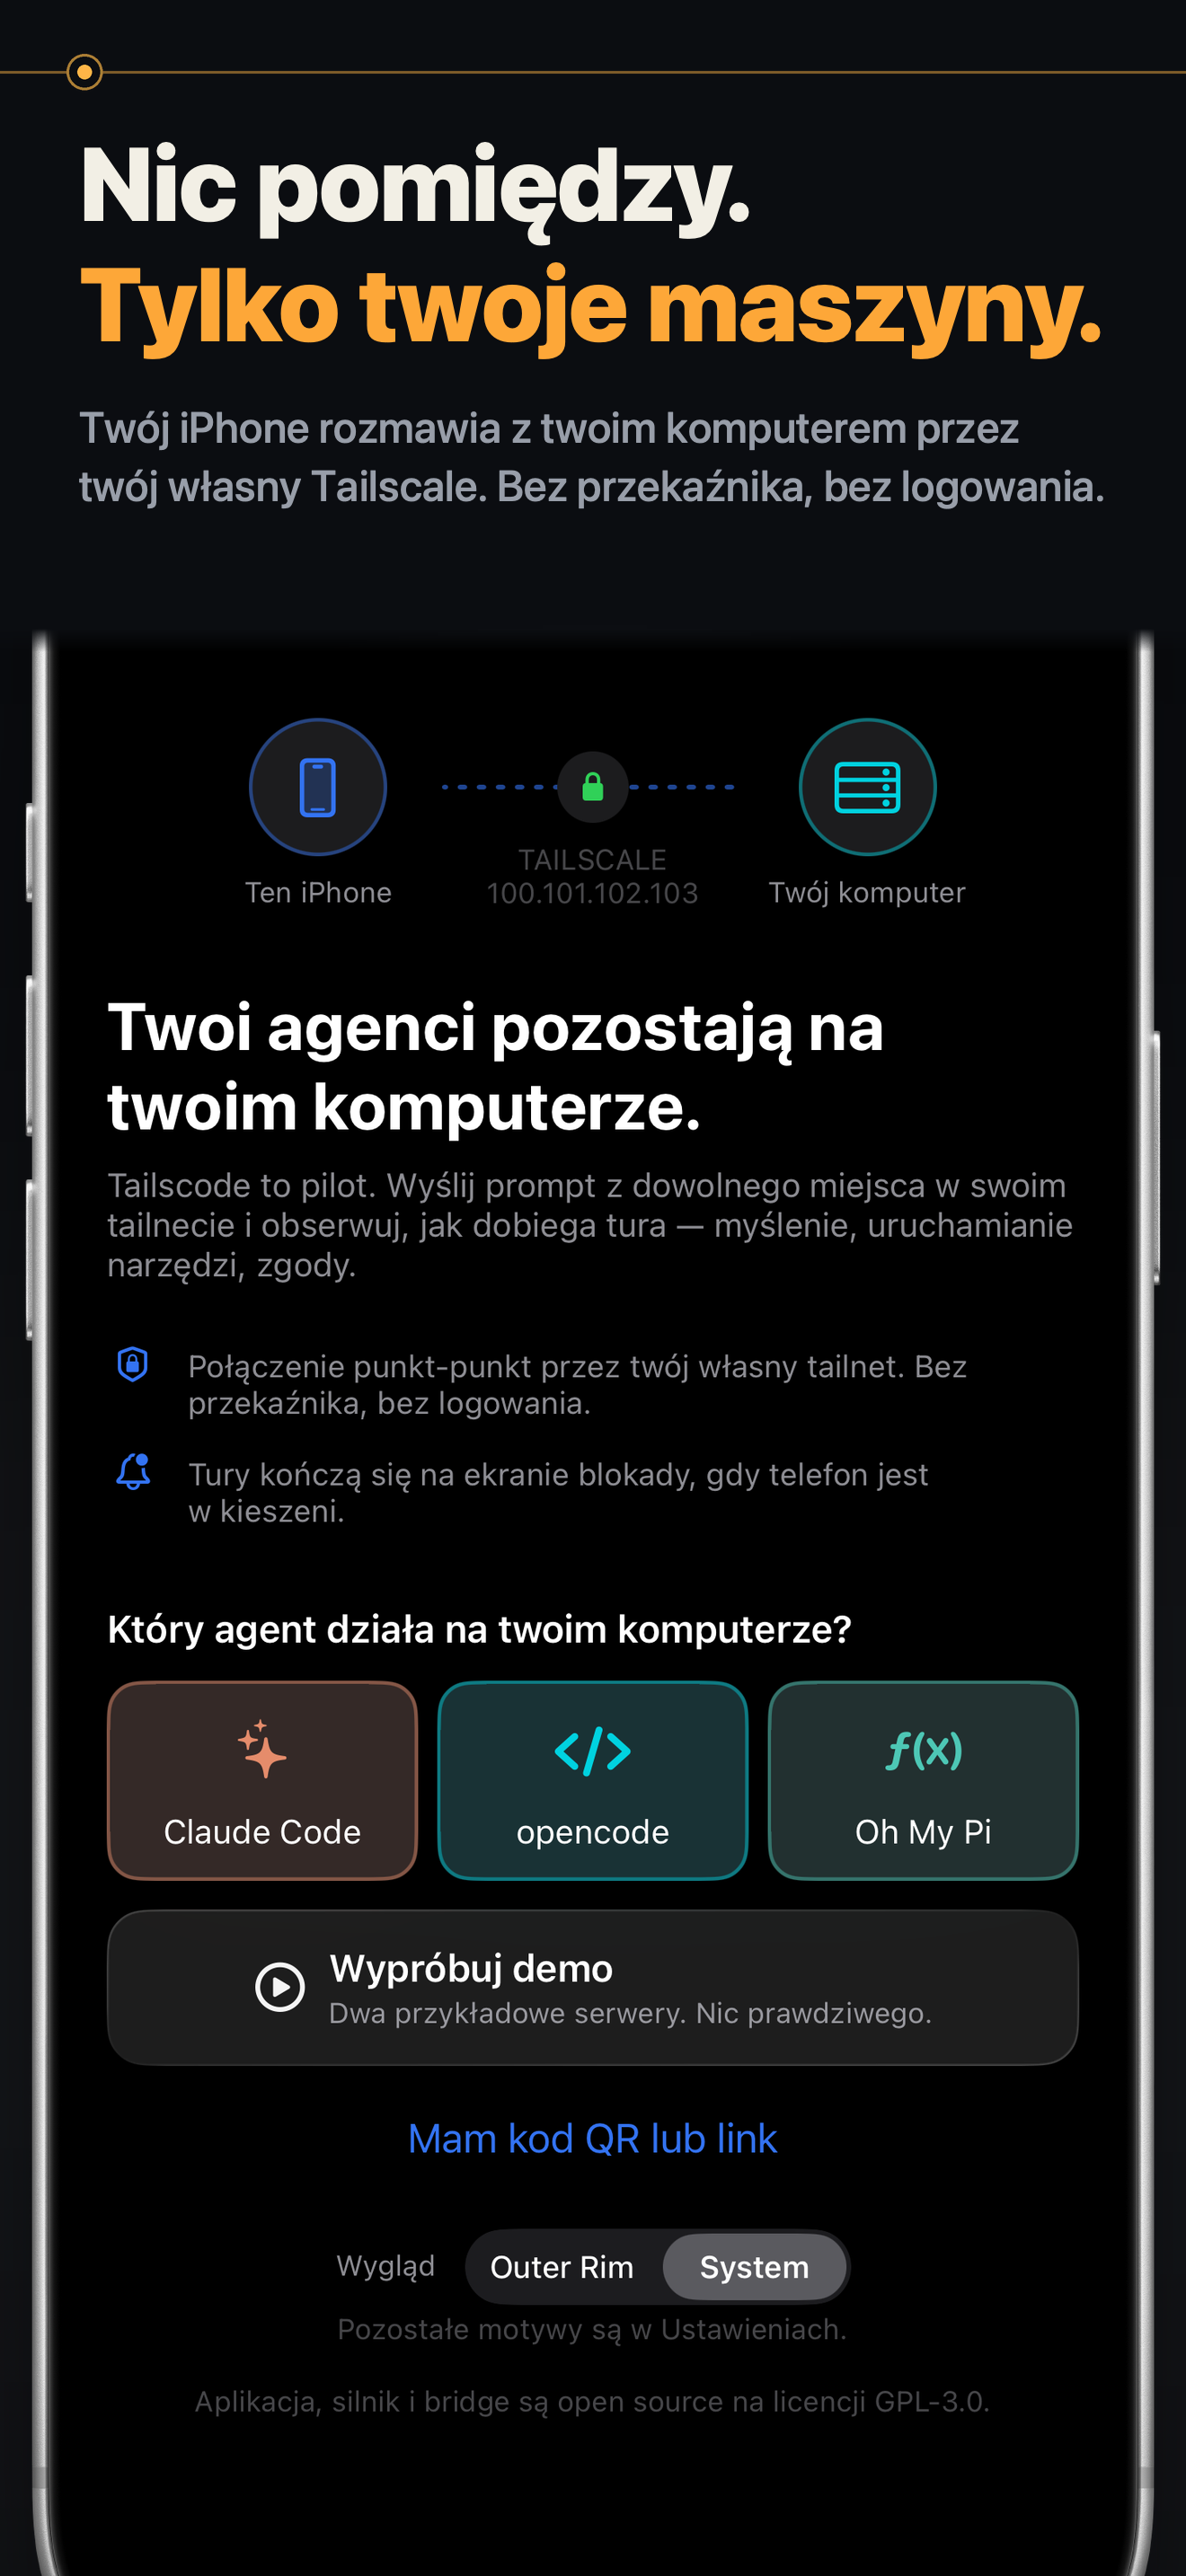 Nic pomiędzy.
Tylko twoje maszyny.
Twój iPhone rozmawia z twoim komputerem przez
twój własny Tailscale. Bez przekaźnika, bez logowania.
TAILSCALE
Ten iPhone
100.101.102.103
Twój komputer
Twoi agenci pozostają na
twoim komputerze.
Tailscode to pilot. Wyślij prompt z dowolnego miejsca w swoim
tailnecie i obserwuj, jak dobiega tura — myślenie, uruchamianie
narzędzi, zgody.
Połączenie punkt-punkt przez twój własny tailnet. Bez
przekaźnika, bez logowania.
Tury kończą się na ekranie blokady, gdy telefon jest
w kieszeni.
Który agent działa na twoim komputerze?
Claude Code
</>
opencode
ƒ(x)
Oh My Pi
Wypróbuj demo
Dwa przykładowe serwery. Nic prawdziwego.
Mam kod QR lub link
Wygląd
Outer Rim
System
Pozostałe motywy są w Ustawieniach.
Aplikacja, silnik i bridge są open source na licencji GPL-3.0.